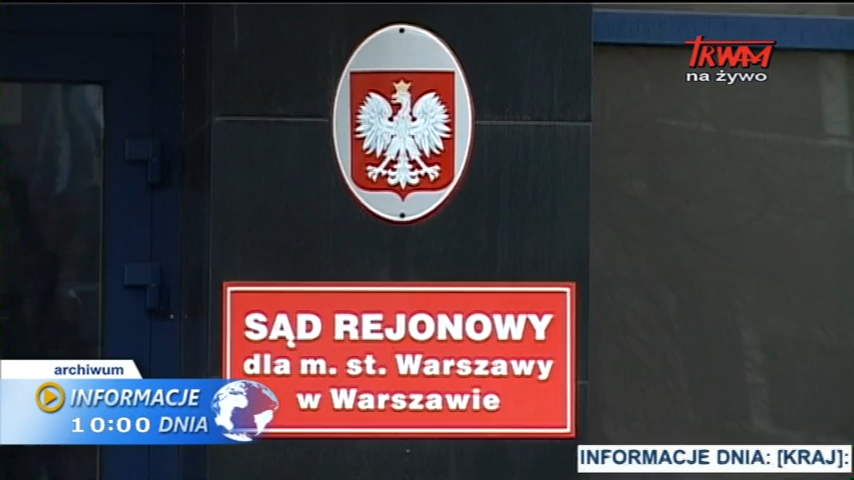 TRWAM
na żywo
SĄD REJONOWY
dla m. st. Warszawy
w Warszawie
archiwum
INFORMACJE
10:00 DNIA
INFORMACJE DNIA: [KRAJ]: